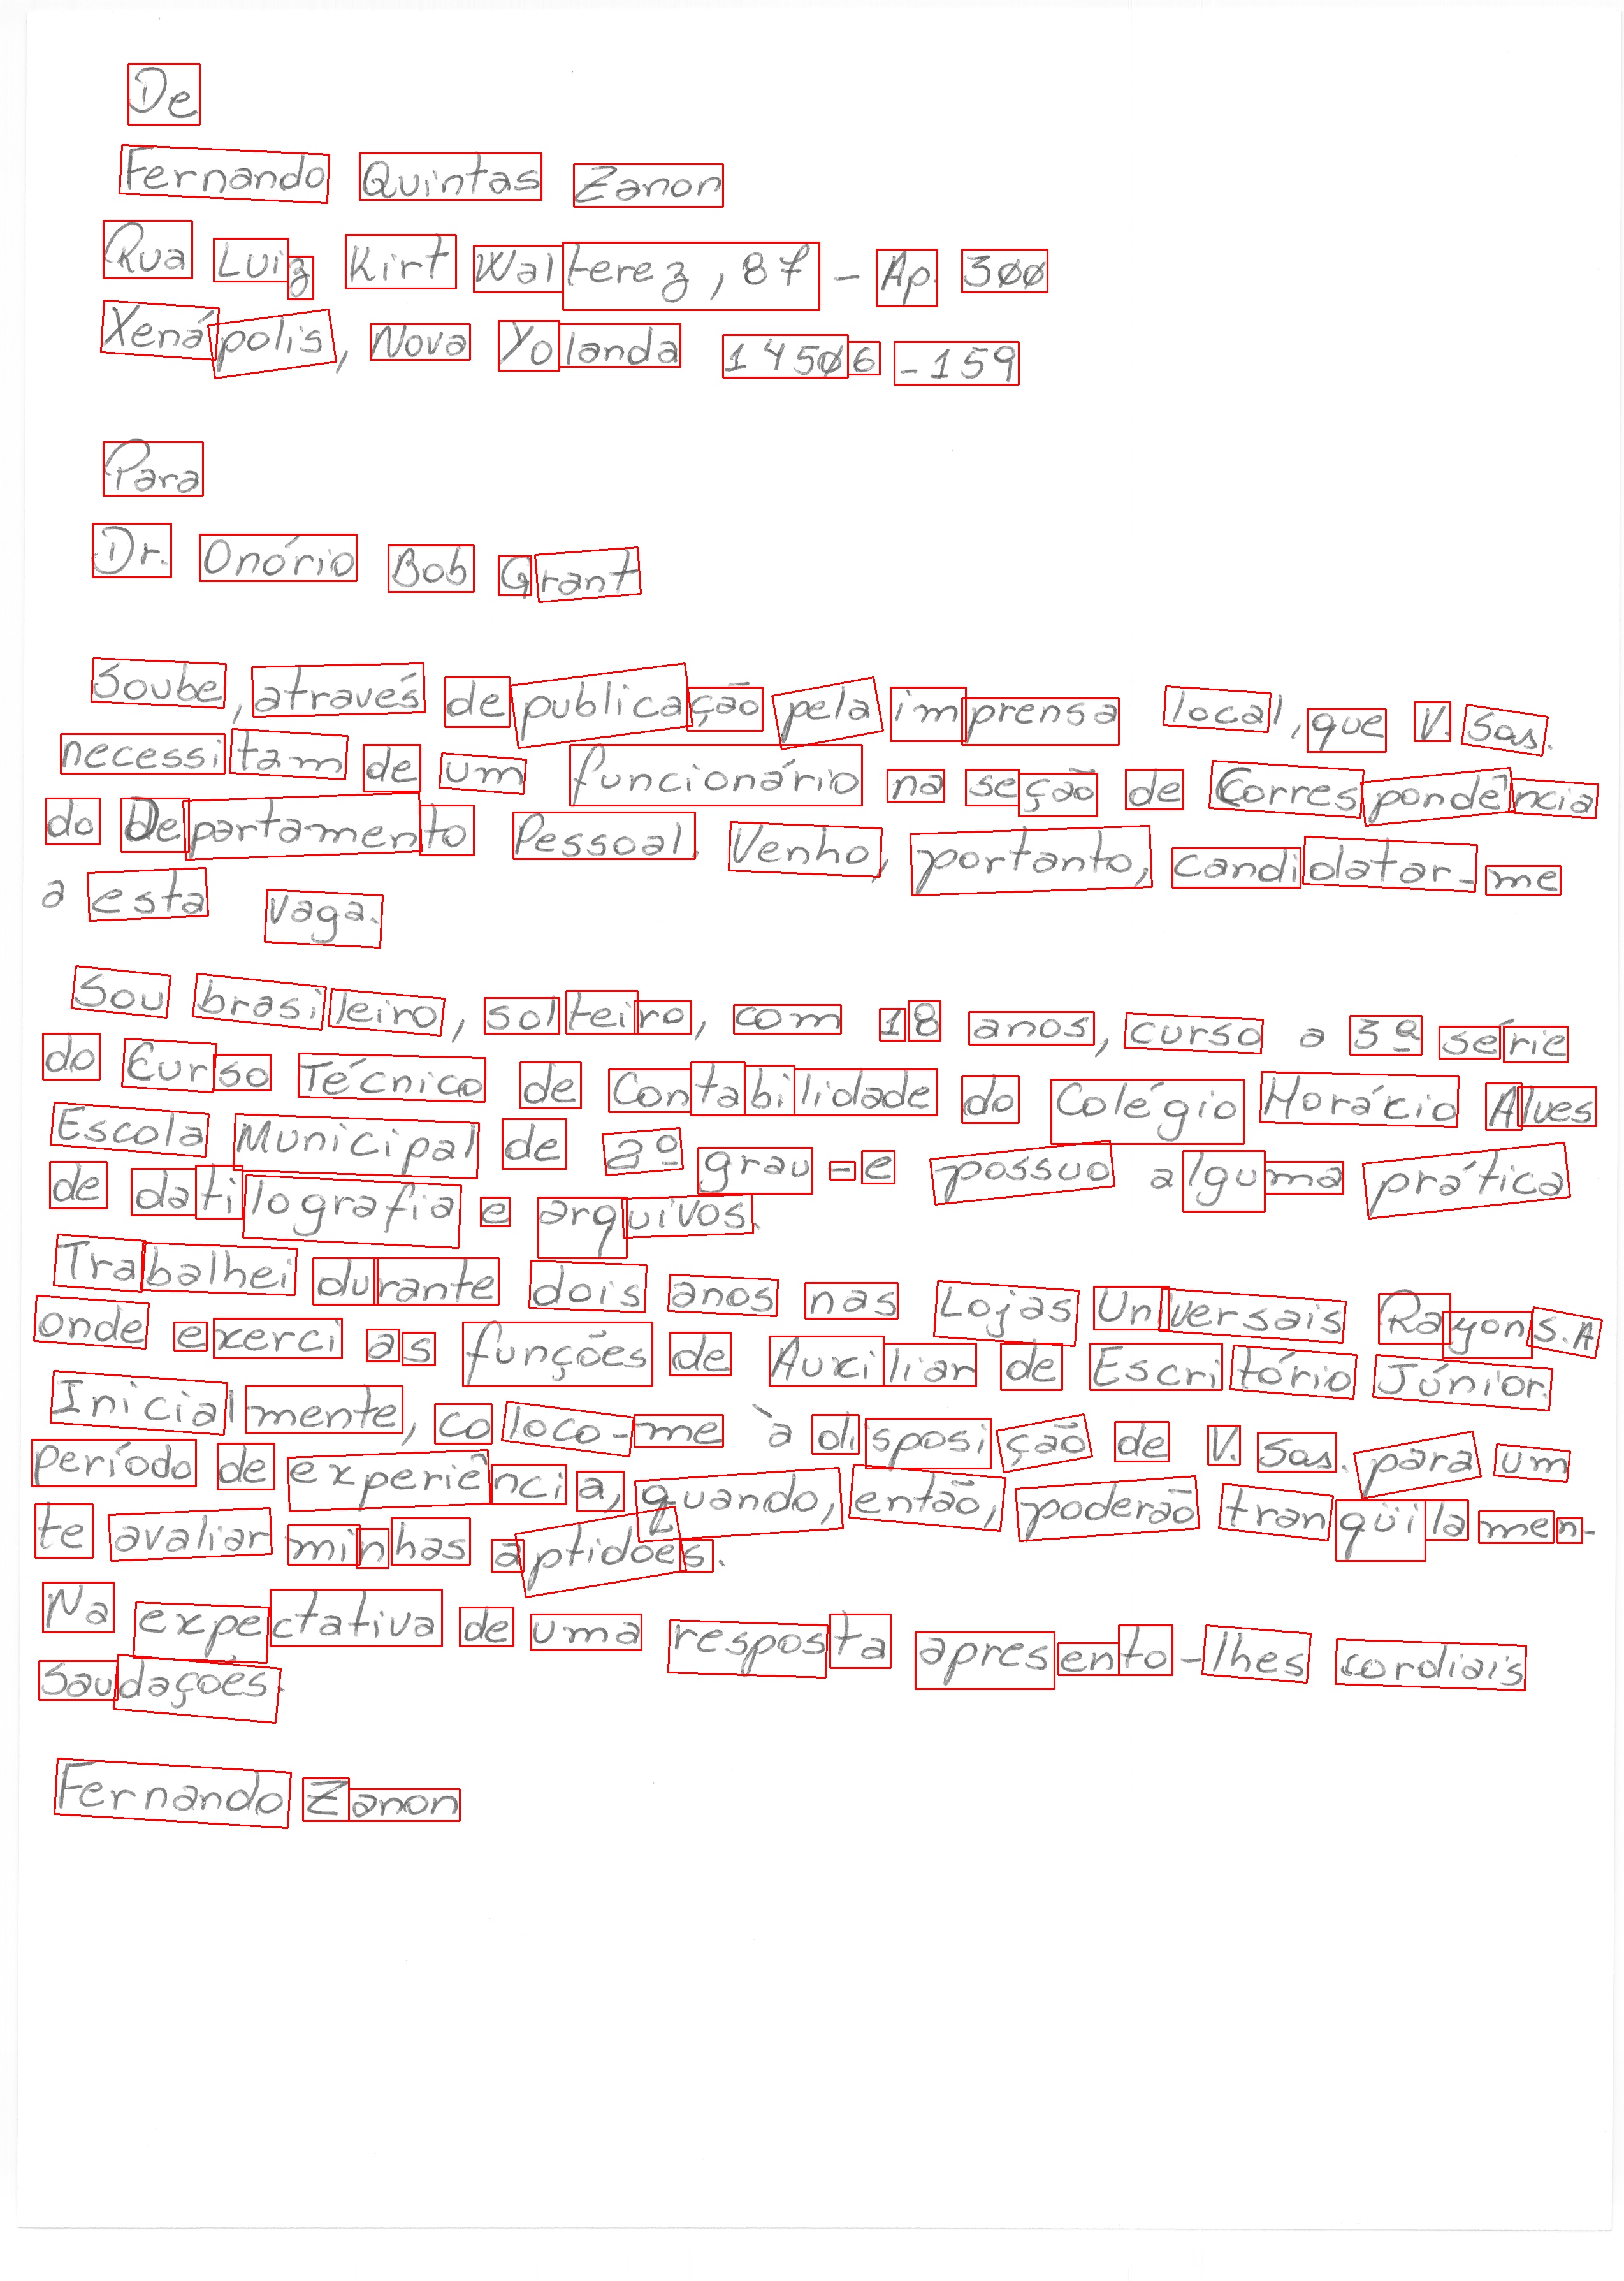 De
Fernando Quintas Zanon
Rua Luiz Kirt Walterez, 87 - Ap. 300
Xenápolis, Nova Yolanda 14506-159
Para
Dr. Onório Bob Grant
Soube, através de publicação pela imprensa local, que V. Sas.
necessitam de um funcionário na seção de Correspondência
do Departamento Pessoal. Venho, portanto, candidatar-me
a esta vaga.
Sou brasileiro, solteiro, com 18 anos, curso a 3ª série
do Curso Técnico de Contabilidade do Colégio Horácio Alves
Escola Municipal de 2º grau - e possuo alguma prática
de datilografia e arquivos.
Trabalhei durante dois anos nas Lojas Universais Rayon S.A
onde exerci as funções de Auxiliar de Escritório Júnior.
Inicialmente, coloco-me à disposição de V. Sas. para um
período de experiência, quando, então, poderão tranqüilamen-
te avaliar minhas aptidões.
Na expectativa de uma resposta apresento-lhes cordiais
saudações.
Fernando Zanon